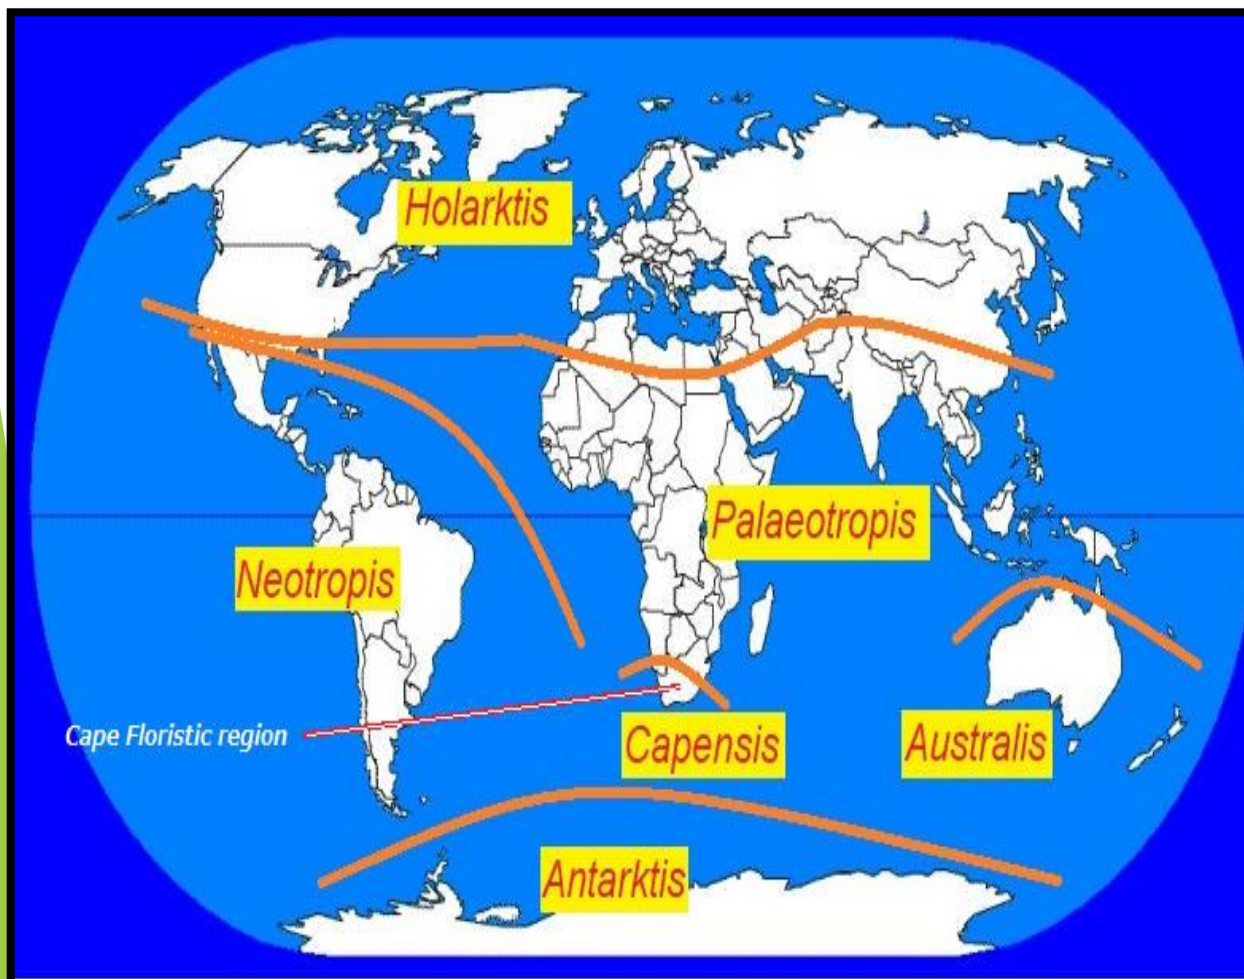 Holarktis
Palaeotropis
Neotropis
Cape Floristic region
Capensis
Australis
Antarktis